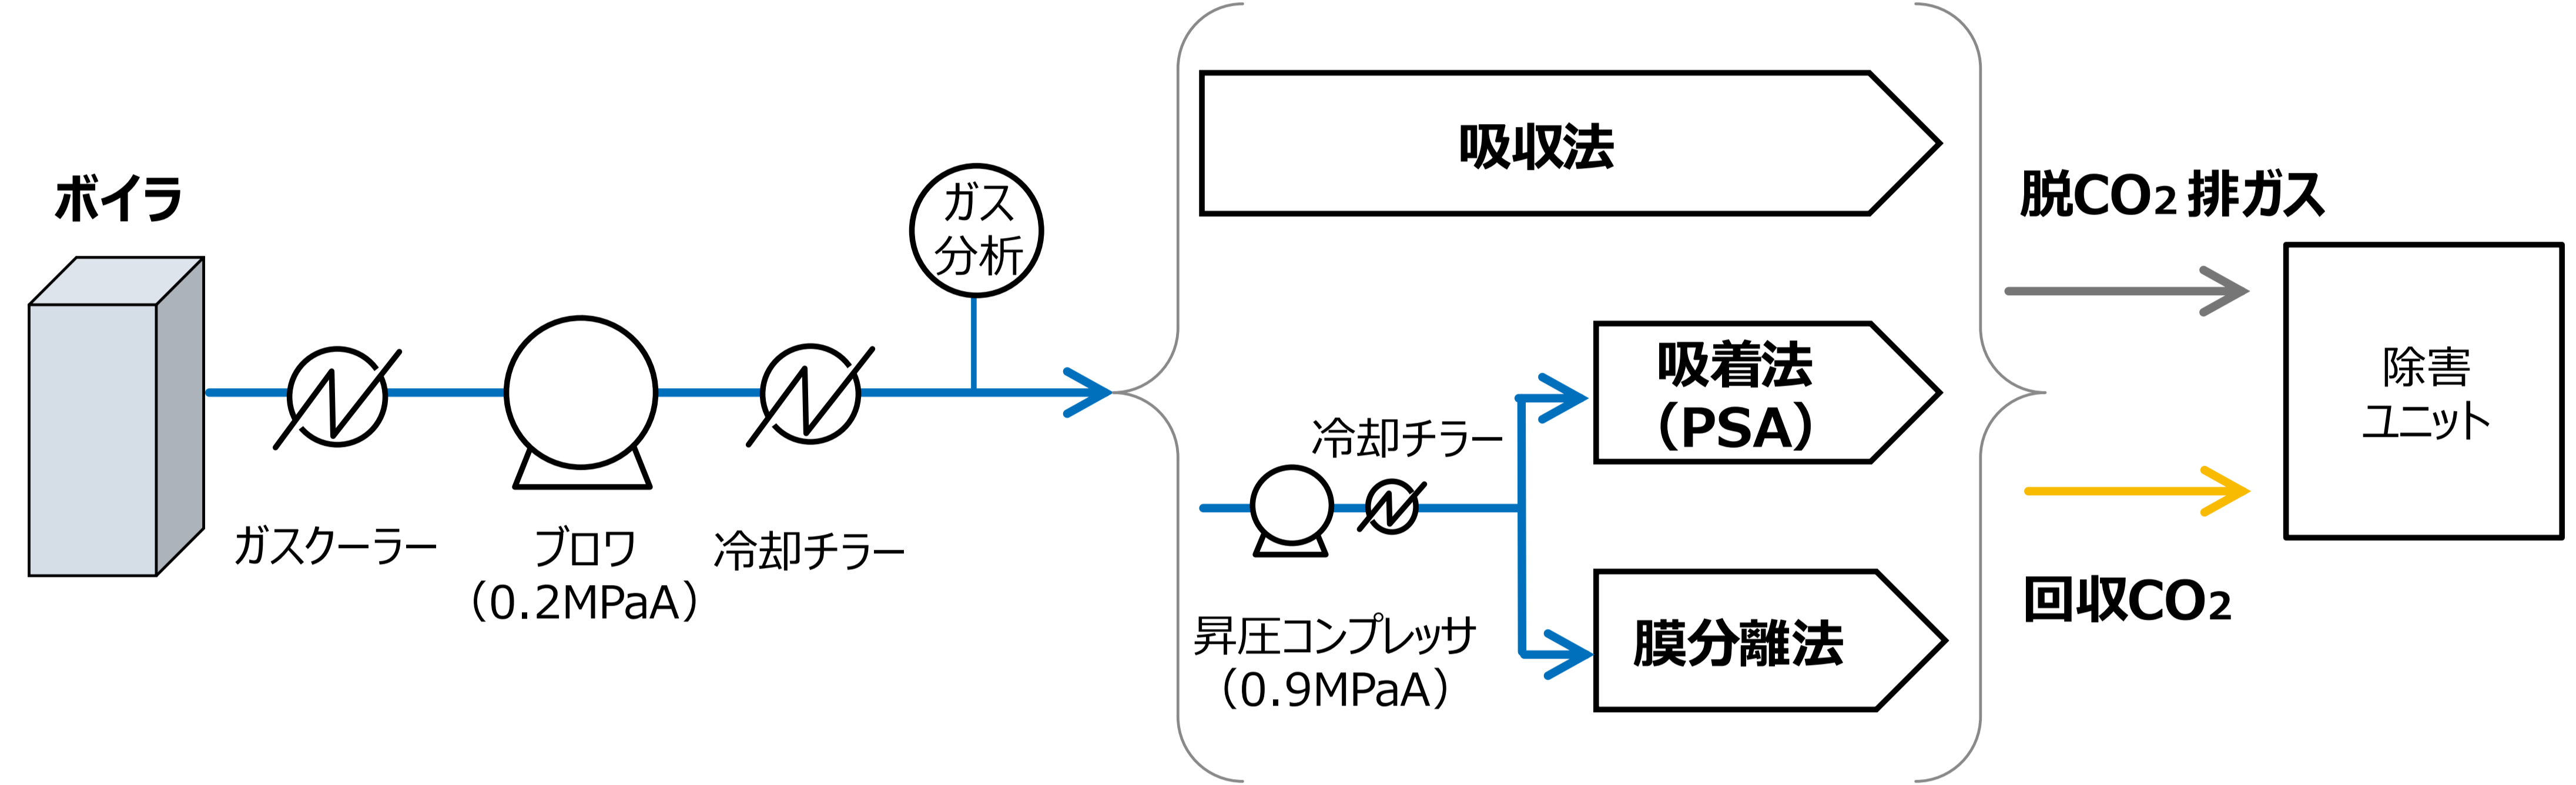 ボイラ
ガスクーラー
ブロワ
（0.2MPaA）
冷却チラー
ガス
分析
吸収法
冷却チラー
昇圧コンプレッサ
（0.9MPaA）
吸着法
（PSA）
膜分離法
脱CO₂ 排ガス
回収CO₂
除害
ユニット